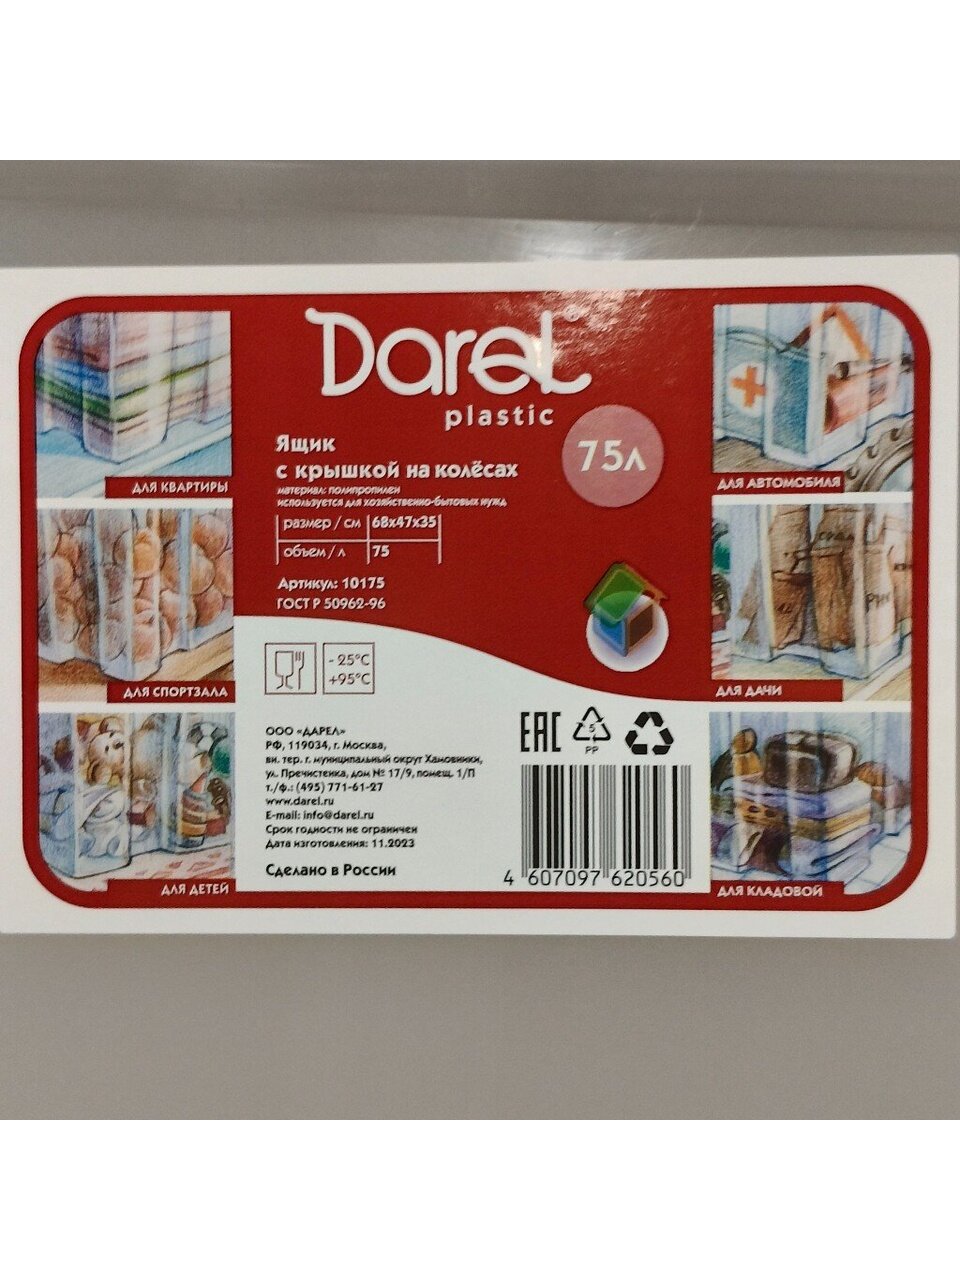 Darel®
plastic
Ящик
с крышкой на колёсах
75л
материал: полипропилен
используется для хозяйственно-бытовых нужд
размер / см 68х47х35
объем / л 75
Артикул: 10175
ГОСТ Р 50962-96
- 25°C
+95°C
ООО «ДАРЕЛ»
РФ, 119034, г. Москва,
вн. тер. г. муниципальный округ Хамовники,
ул. Пречистенка, дом № 17/9, помещ. 1/П
т./ф.: (495) 771-61-27
www.darel.ru
E-mail: info@darel.ru
Срок годности не ограничен
Дата изготовления: 11.2023
Сделано в России
EAC
5
PP
4 607097 620560
ДЛЯ КВАРТИРЫ
ДЛЯ СПОРТЗАЛА
ДЛЯ ДЕТЕЙ
ДЛЯ АВТОМОБИЛЯ
ДЛЯ ДАЧИ
ДЛЯ КЛАДОВОЙ